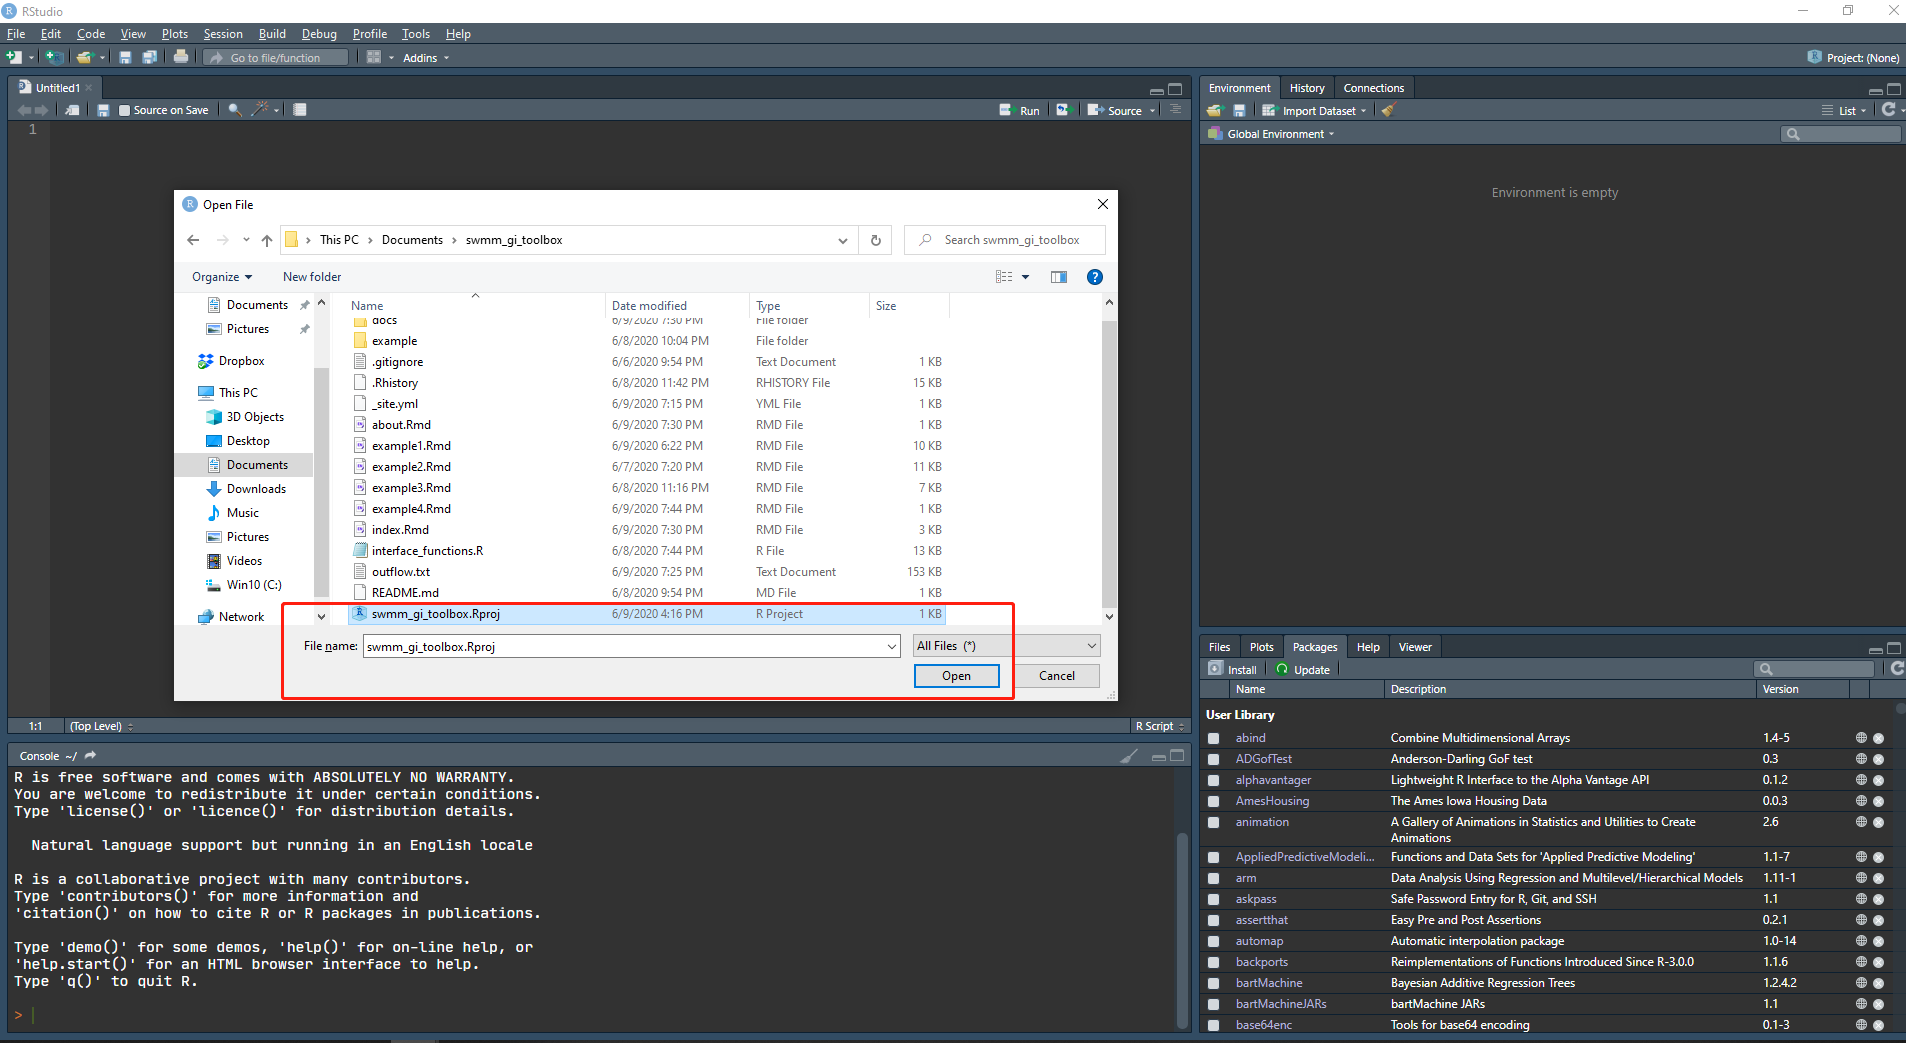 RStudio
File Edit Code View Plots Session Build Debug Profile Tools Help
Go to file/function Addins Project: (None)
Untitled1
Source on Save Run Source
1
Open File
This PC Documents swmm_gi_toolbox Search swmm_gi_toolbox
Organize New folder
Documents
Pictures
Dropbox
This PC
3D Objects
Desktop
Documents
Downloads
Music
Pictures
Videos
Win10 (C:)
Network
Name Date modified Type Size
docs 6/9/2020 7:30 PM File folder
example 6/8/2020 10:04 PM File folder
.gitignore 6/6/2020 9:54 PM Text Document 1 KB
.Rhistory 6/8/2020 11:42 PM RHISTORY File 15 KB
_site.yml 6/9/2020 7:15 PM YML File 1 KB
about.Rmd 6/9/2020 7:30 PM RMD File 1 KB
example1.Rmd 6/9/2020 6:22 PM RMD File 10 KB
example2.Rmd 6/7/2020 7:20 PM RMD File 11 KB
example3.Rmd 6/8/2020 11:16 PM RMD File 7 KB
example4.Rmd 6/9/2020 7:44 PM RMD File 1 KB
index.Rmd 6/9/2020 7:30 PM RMD File 3 KB
interface_functions.R 6/8/2020 7:44 PM R File 13 KB
outflow.txt 6/9/2020 7:25 PM Text Document 153 KB
README.md 6/8/2020 9:54 PM MD File 1 KB
swmm_gi_toolbox.Rproj 6/9/2020 4:16 PM R Project 1 KB
File name: swmm_gi_toolbox.Rproj All Files (*)
Open Cancel
1:1 (Top Level) R Script
Console ~/
R is free software and comes with ABSOLUTELY NO WARRANTY.
You are welcome to redistribute it under certain conditions.
Type 'license()' or 'licence()' for distribution details.
Natural language support but running in an English locale
R is a collaborative project with many contributors.
Type 'contributors()' for more information and
'citation()' on how to cite R or R packages in publications.
Type 'demo()' for some demos, 'help()' for on-line help, or
'help.start()' for an HTML browser interface to help.
Type 'q()' to quit R.
>
Environment History Connections
Import Dataset List
Global Environment
Environment is empty
Files Plots Packages Help Viewer
Install Update
Name Description Version
User Library
abind Combine Multidimensional Arrays 1.4-5
ADGofTest Anderson-Darling GoF test 0.3
alphavantager Lightweight R Interface to the Alpha Vantage API 0.1.2
AmesHousing The Ames Iowa Housing Data 0.0.3
animation A Gallery of Animations in Statistics and Utilities to Create 2.6
Animations
AppliedPredictiveModeli... Functions and Data Sets for 'Applied Predictive Modeling' 1.1-7
arm Data Analysis Using Regression and Multilevel/Hierarchical Models 1.11-1
askpass Safe Password Entry for R, Git, and SSH 1.1
assertthat Easy Pre and Post Assertions 0.2.1
automap Automatic interpolation package 1.0-14
backports Reimplementations of Functions Introduced Since R-3.0.0 1.1.6
bartMachine Bayesian Additive Regression Trees 1.2.4.2
bartMachineJARs bartMachine JARs 1.1
base64enc Tools for base64 encoding 0.1-3